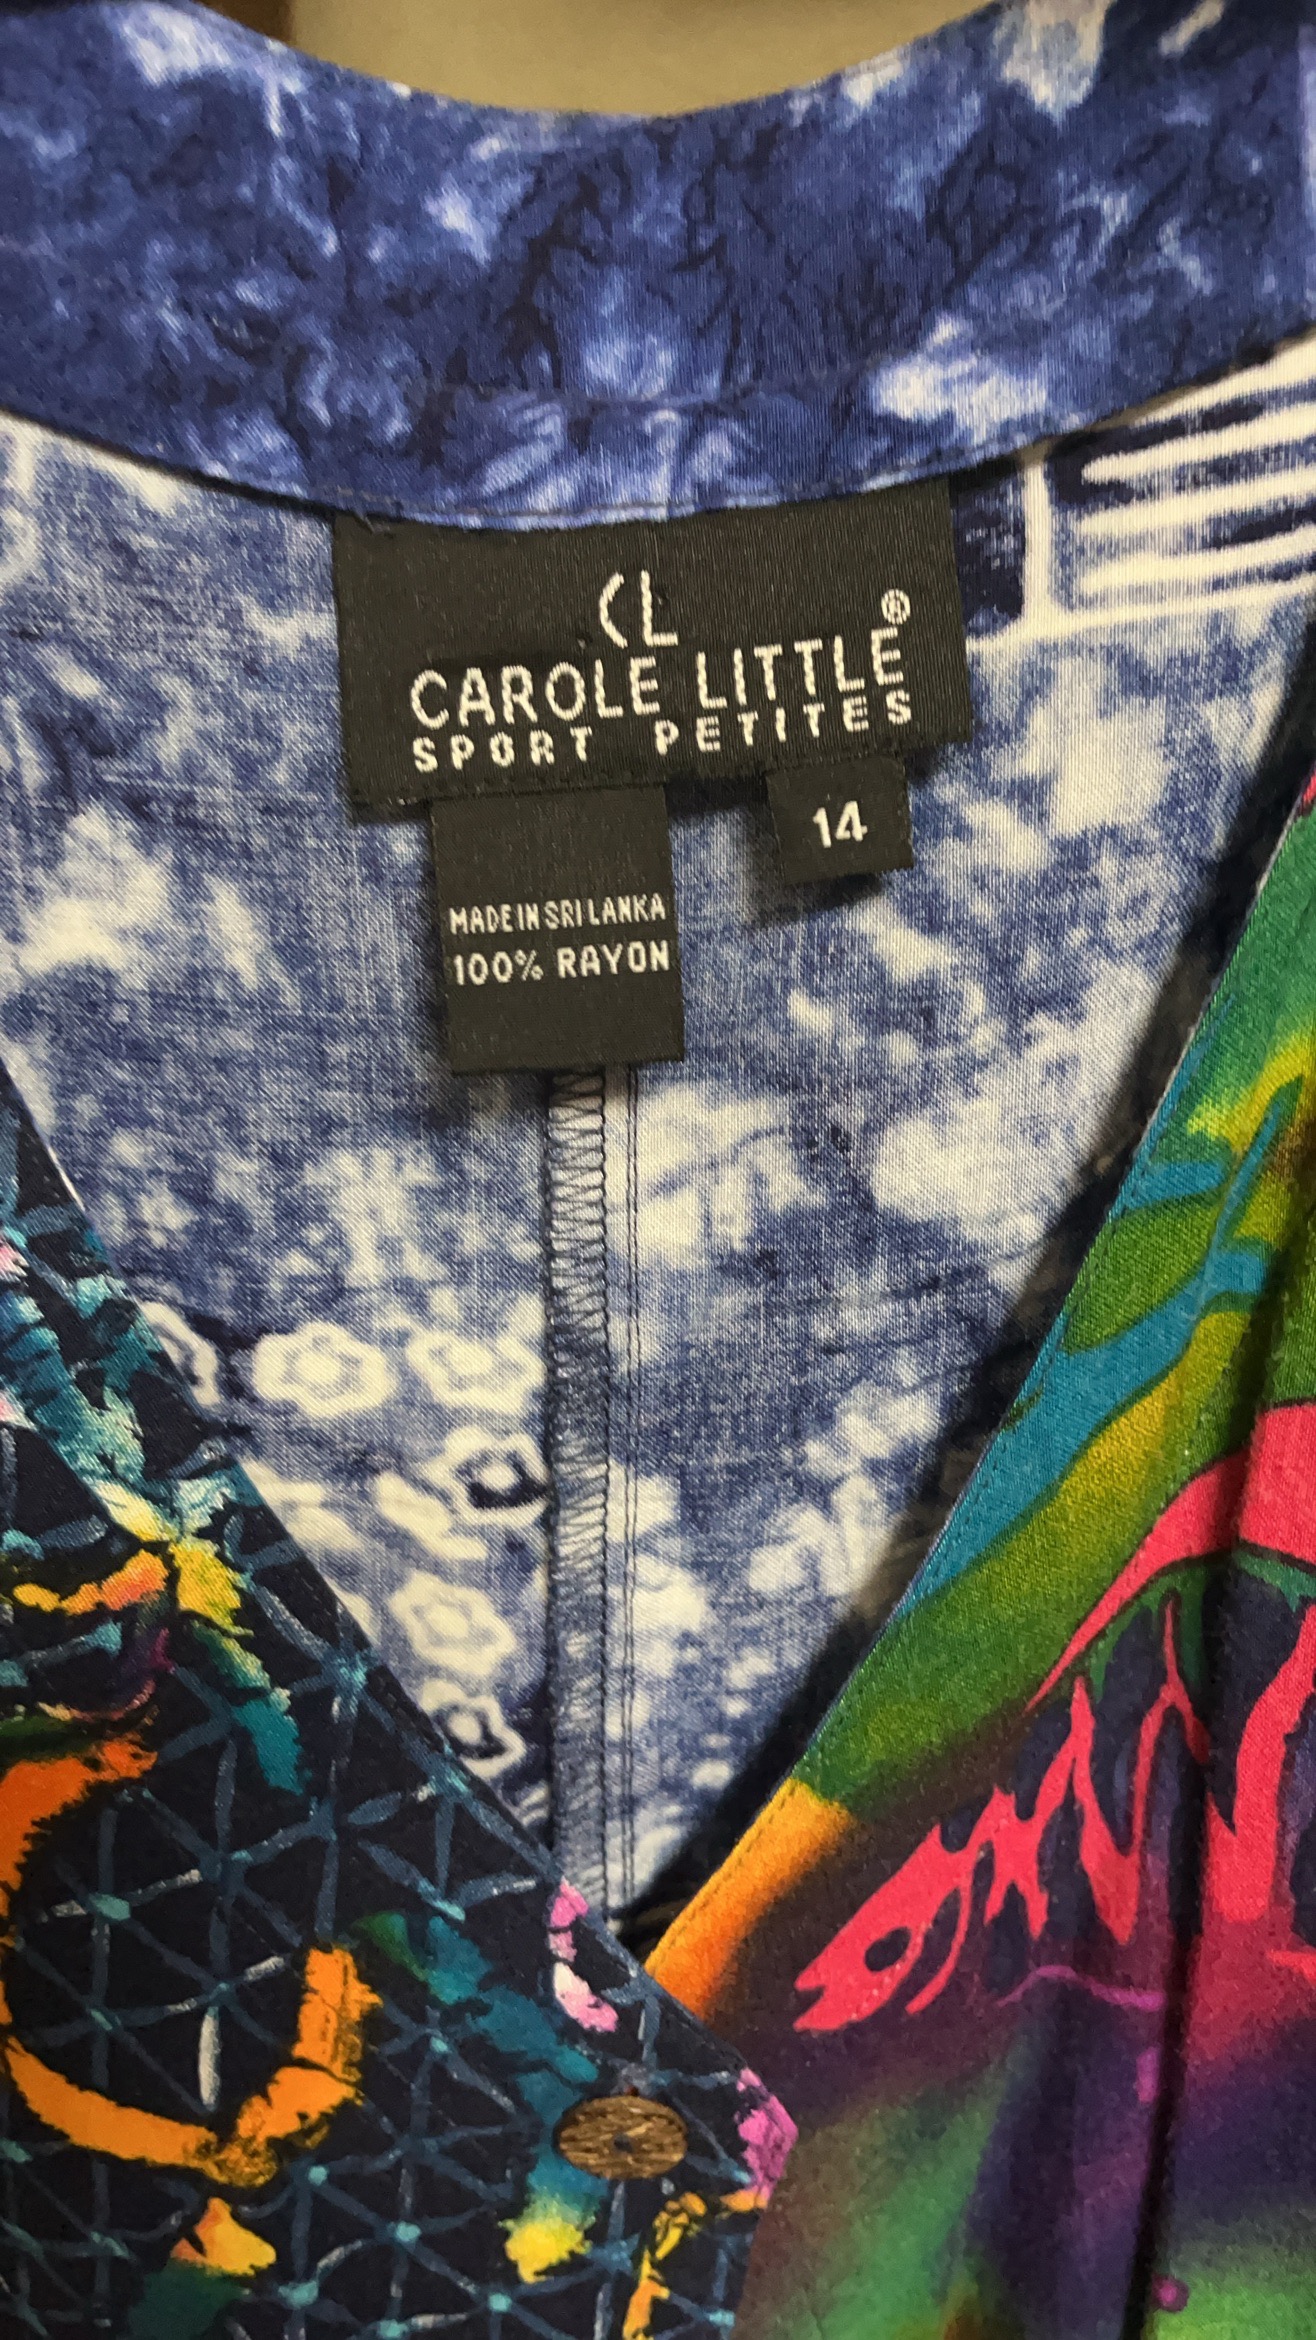 CL
CAROLE LITTLE®
SPORT PETITES
14
MADE IN SRI LANKA
100% RAYON